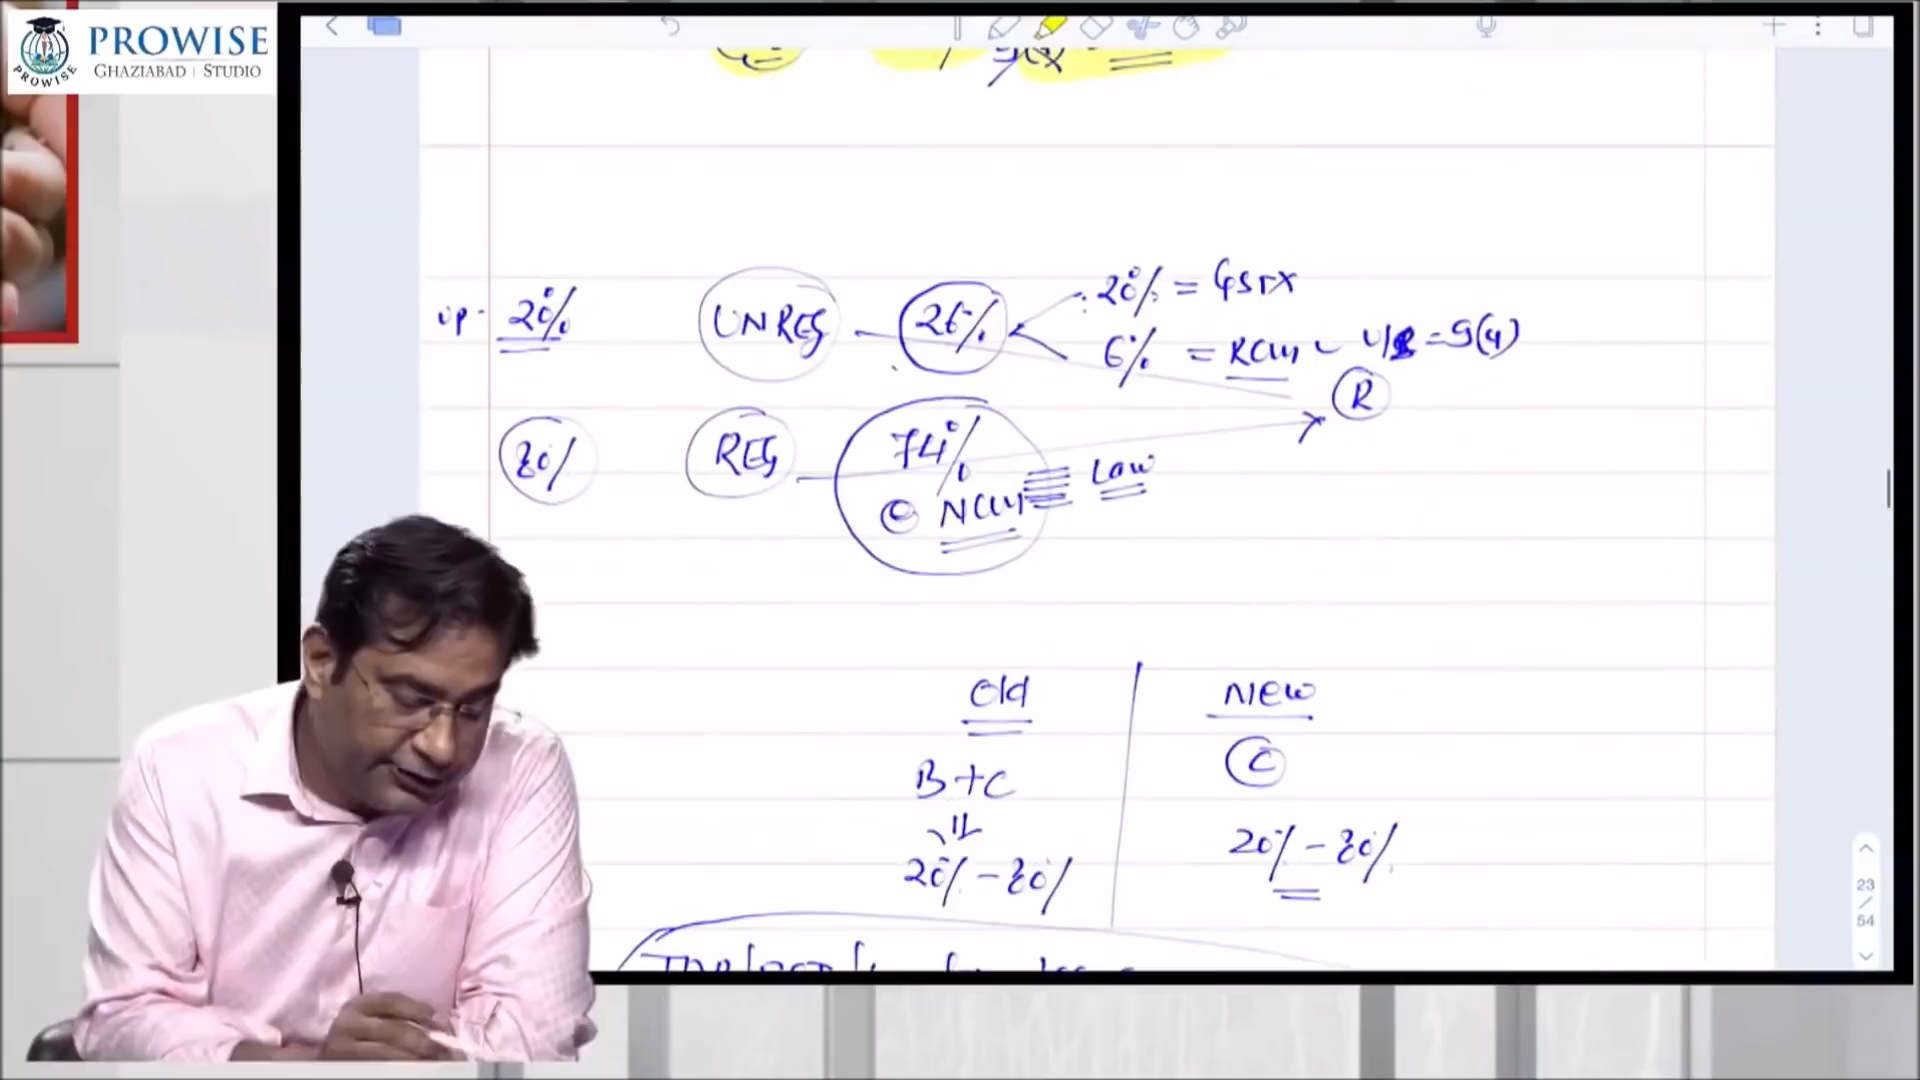 PROWISE
GHAZIABAD | STUDIO
PROWISE
20% = GSTX
UP - 20% UNREG - 26%
6% = RCM U/S = 9(4)
R
80% REG 74%
@ NCM Law
Old New
B+C C
20% - 80% 20% - 80%
23
/
54